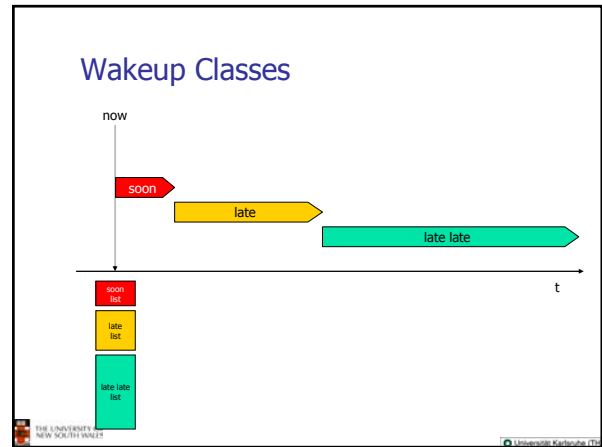 Wakeup Classes
now
soon
late
late late
t
soon
list
late
list
late late
list
THE UNIVERSITY
NEW SOUTH WALES
Universität Karlsruhe (TH